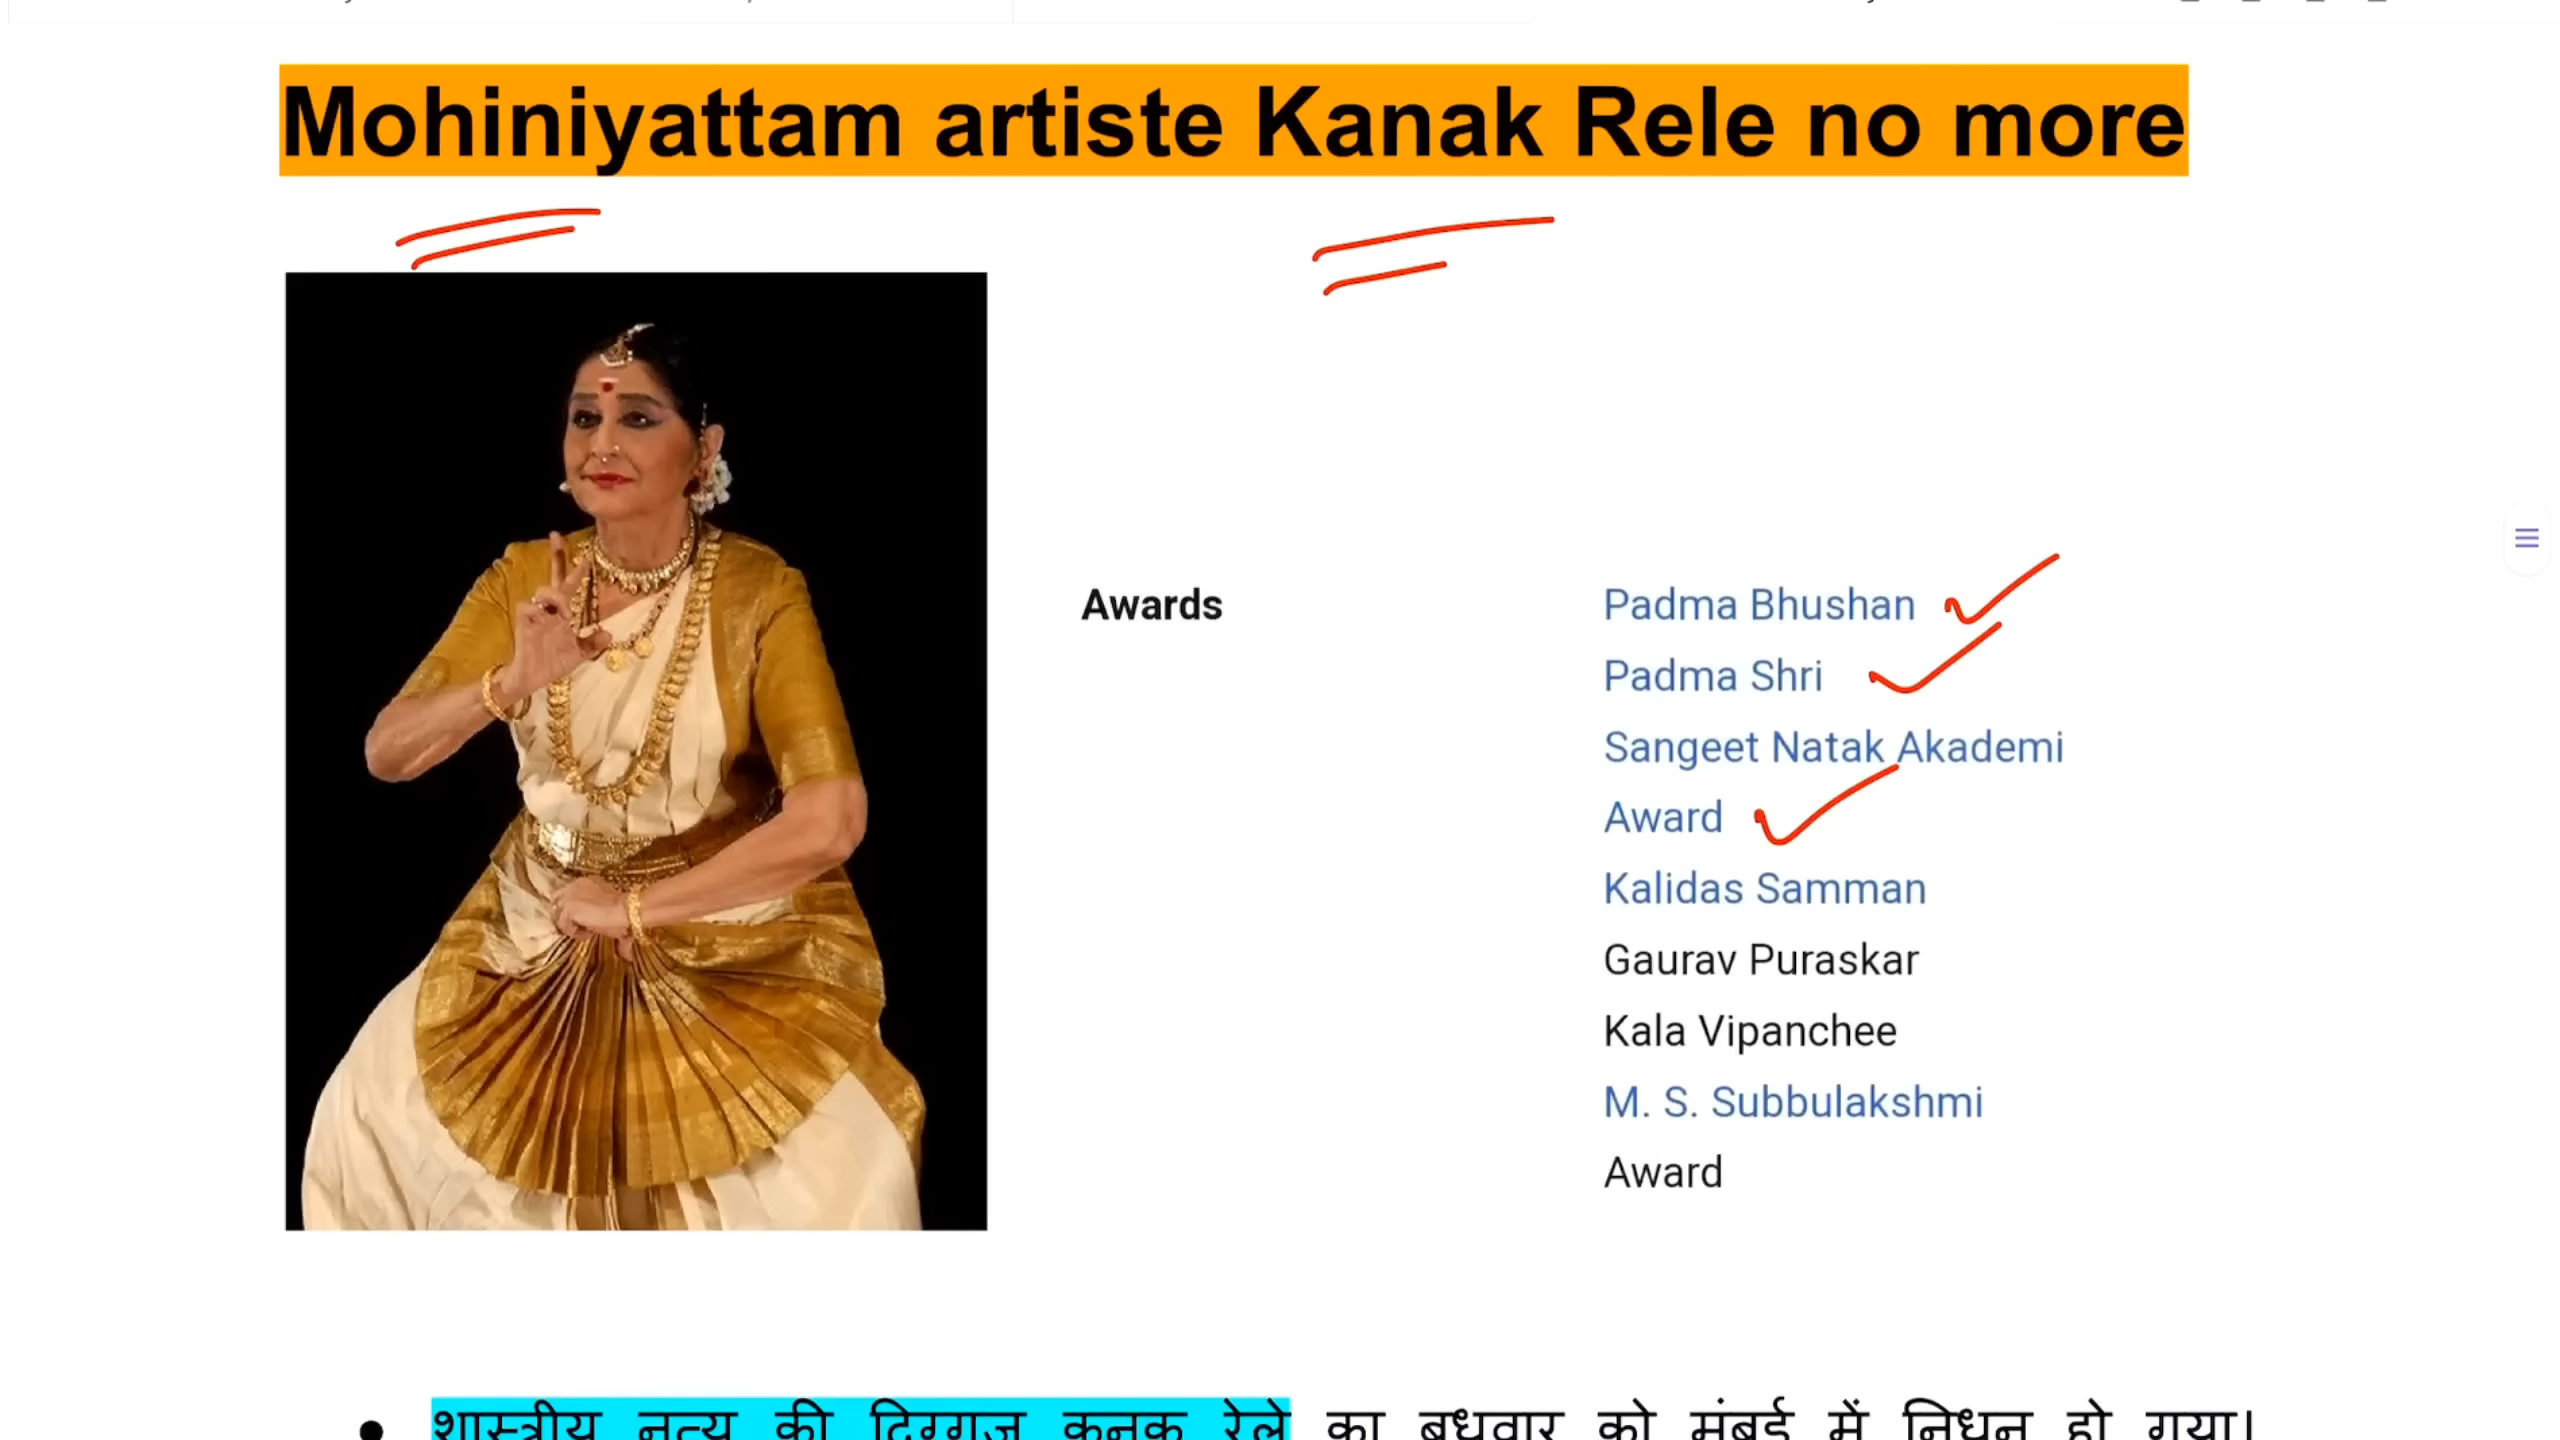 Mohiniyattam artiste Kanak Rele no more
Awards
Padma Bhushan
Padma Shri
Sangeet Natak Akademi
Award
Kalidas Samman
Gaurav Puraskar
Kala Vipanchee
M. S. Subbulakshmi
Award
• शास्त्रीय नृत्य की दिग्गज कनक रेले का बुधवार को मुंबई में निधन हो गया।